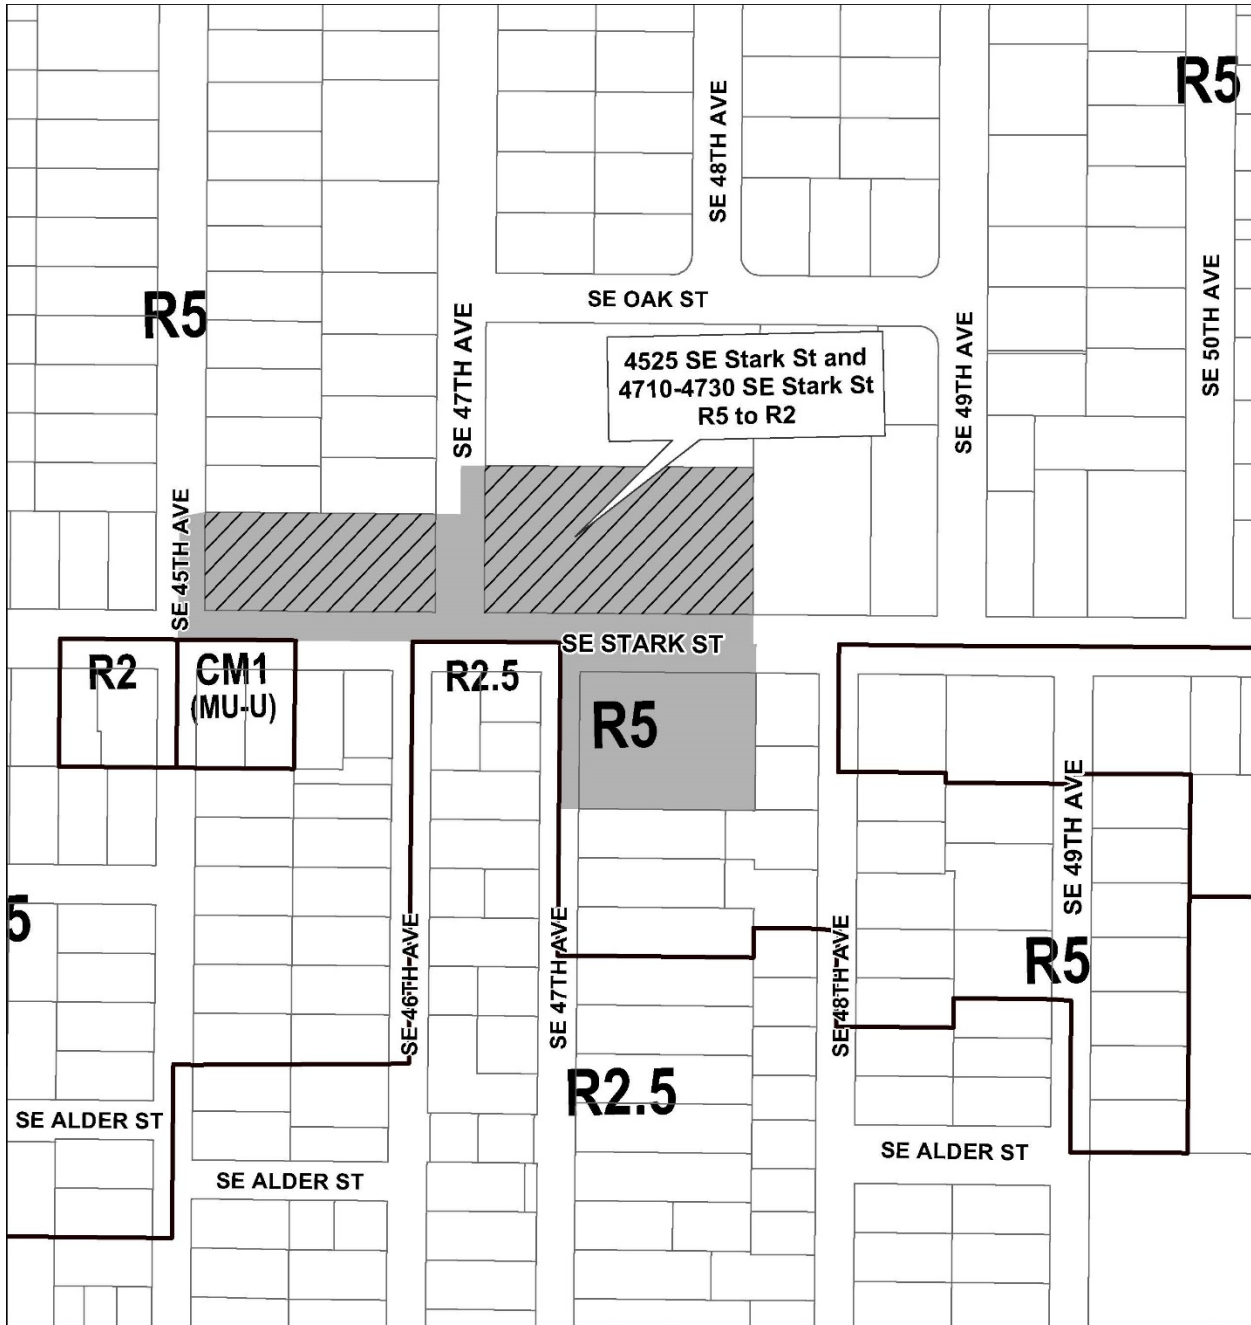 R5
SE 48TH AVE
SE 50TH AVE
R5
SE OAK ST
SE 47TH AVE
SE 49TH AVE
4525 SE Stark St and
4710-4730 SE Stark St
R5 to R2
SE 45TH AVE
SE STARK ST
R2
CM1
(MU-U)
R2.5
R5
SE 49TH AVE
5
SE 46TH AVE
SE 47TH AVE
SE 48TH AVE
R5
R2.5
SE ALDER ST
SE ALDER ST
SE ALDER ST